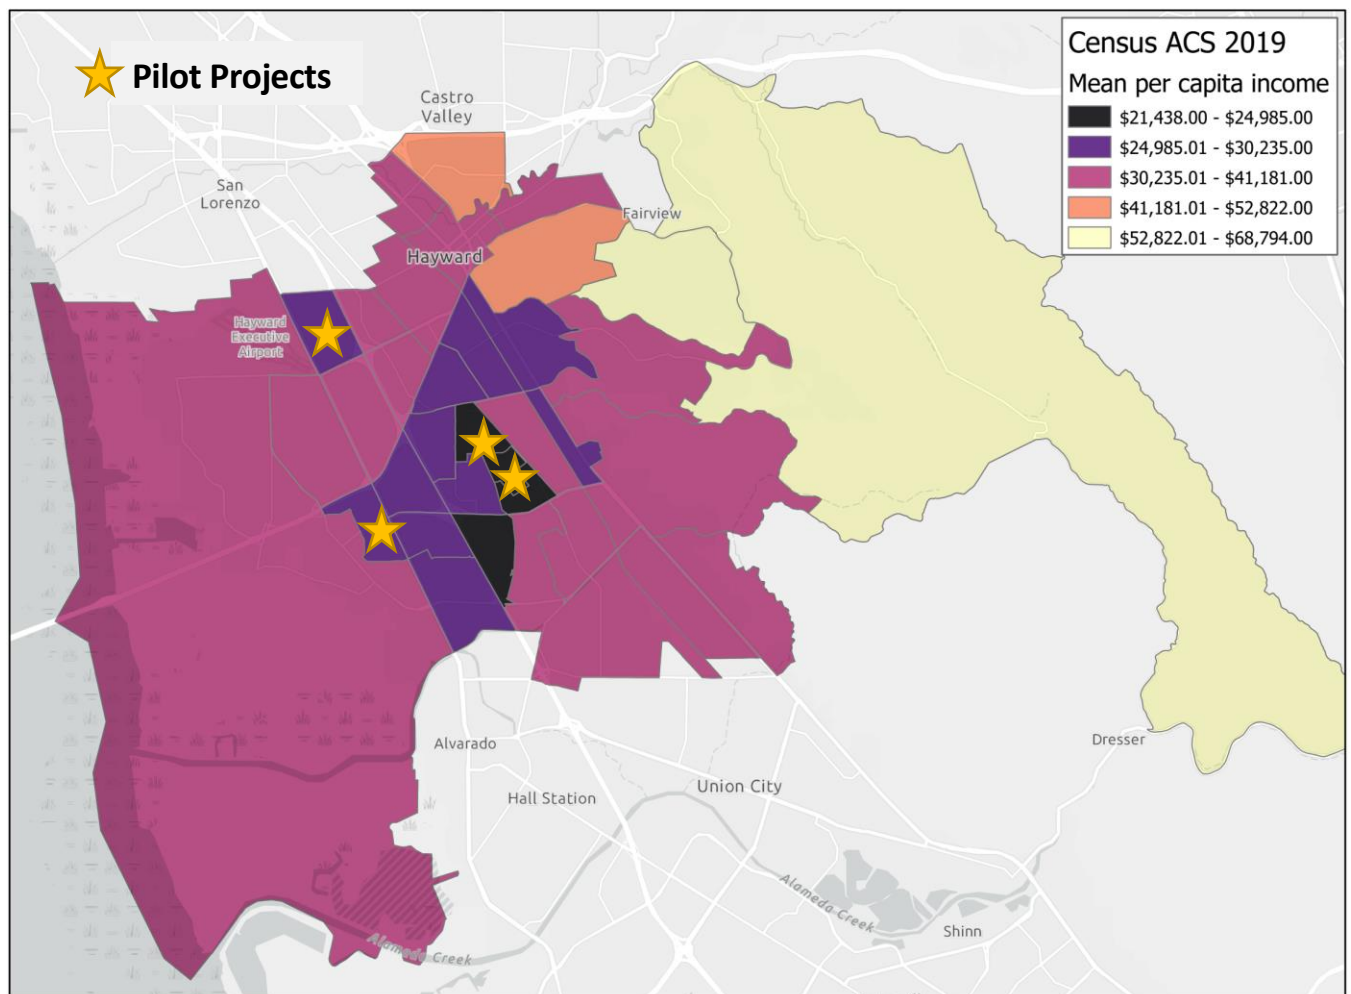 Pilot Projects
Census ACS 2019
Mean per capita income
$21,438.00 - $24,985.00
$24,985.01 - $30,235.00
$30,235.01 - $41,181.00
$41,181.01 - $52,822.00
$52,822.01 - $68,794.00
Castro
Valley
San
Lorenzo
Fairview
Hayward
Hayward
Executive
Airport
Alvarado
Dresser
Hall Station
Union City
Alameda Creek
Shinn
Alameda Creek